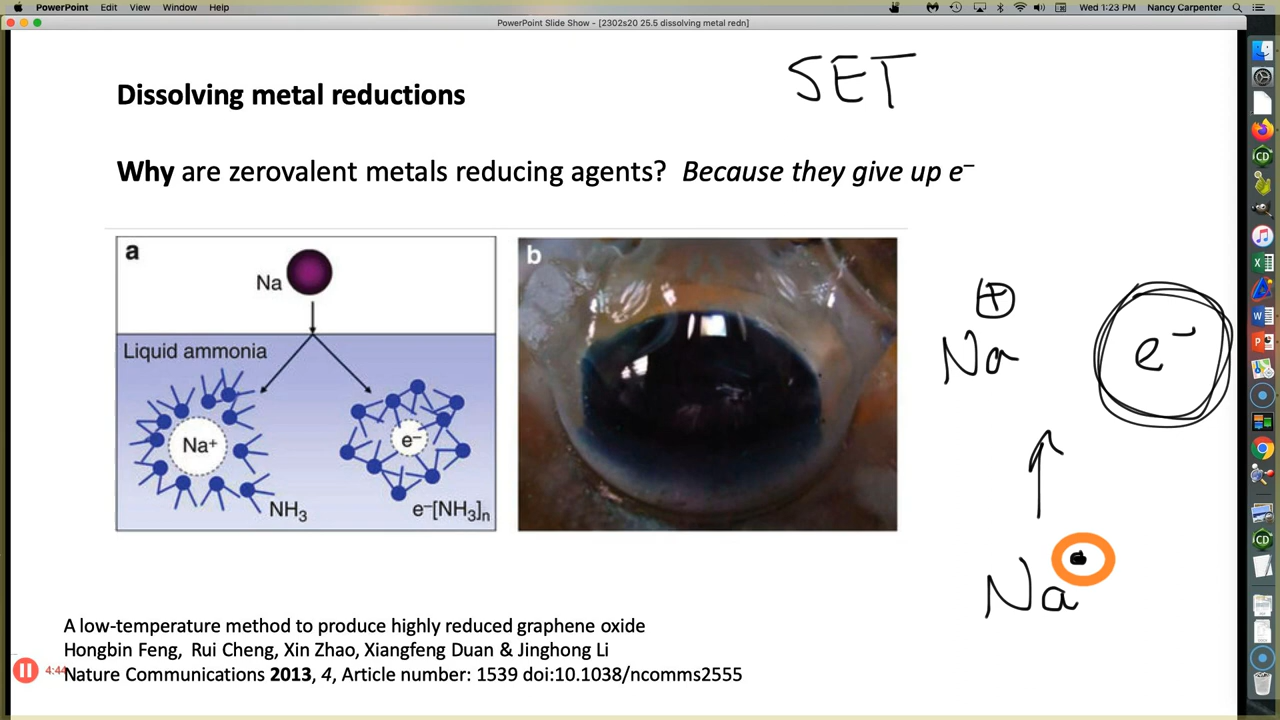 PowerPoint File Edit View Window Help Wed 1:23 PM Nancy Carpenter
PowerPoint Slide Show - [2302s20 25.5 dissolving metal redn]
SET
Dissolving metal reductions
Why are zerovalent metals reducing agents? Because they give up e⁻
a
Na
Liquid ammonia
Na⁺
e⁻
NH₃
e⁻[NH₃]ₙ
b
⊕
Na
e⁻
Na•
A low-temperature method to produce highly reduced graphene oxide
Hongbin Feng, Rui Cheng, Xin Zhao, Xiangfeng Duan & Jinghong Li
Nature Communications 2013, 4, Article number: 1539 doi:10.1038/ncomms2555
4:44